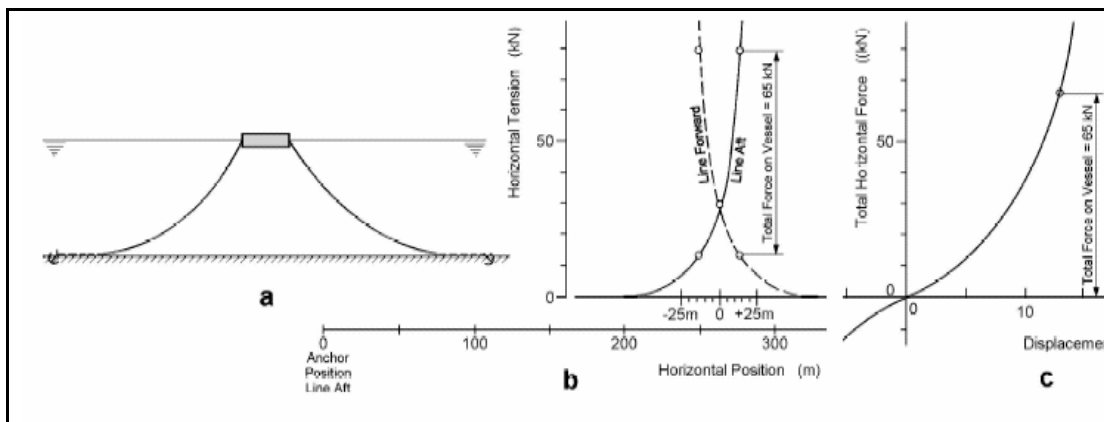 Horizontal Tension (kN)
50
0
Line Forward
Line Aft
Total Force on Vessel = 65 kN
-25m 0 +25m
a
0 100 200 300
Anchor
Position
Line Aft
b
Horizontal Position (m)
Total Horizontal Force ((kN)
50
0
0 10
Total Force on Vessel = 65 kN
Displaceme
c